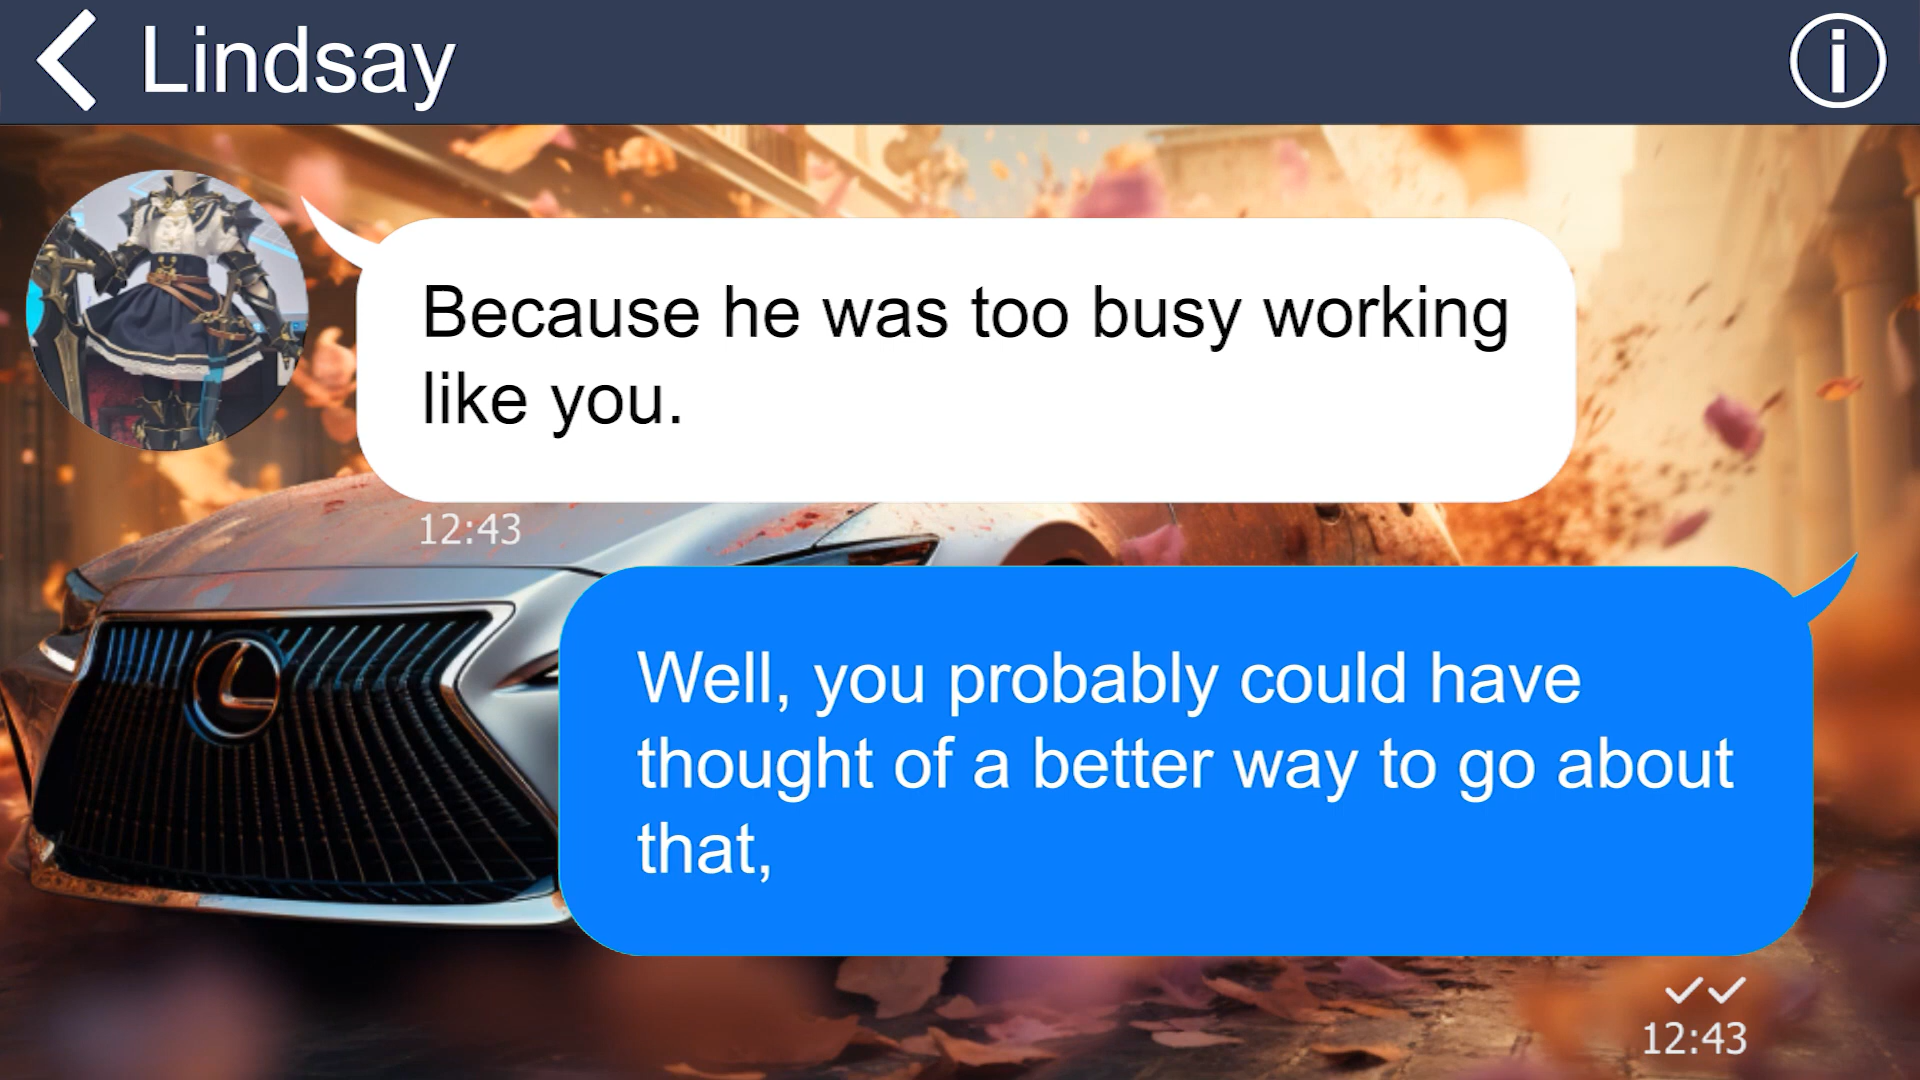 Lindsay
Because he was too busy working
like you.
12:43
Well, you probably could have
thought of a better way to go about
that,
12:43